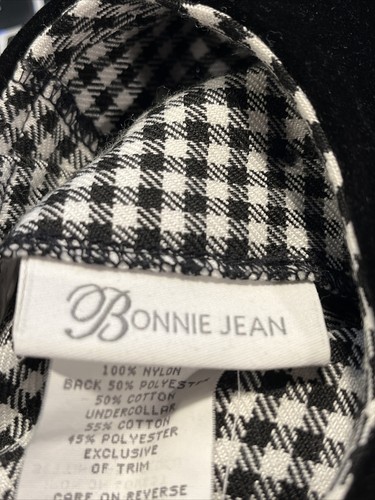 BONNIE JEAN
100% NYLON
BACK 50% POLYESTER
50% COTTON
UNDERCOLLAR
55% COTTON
45% POLYESTER
EXCLUSIVE
OF TRIM
CARE ON REVERSE